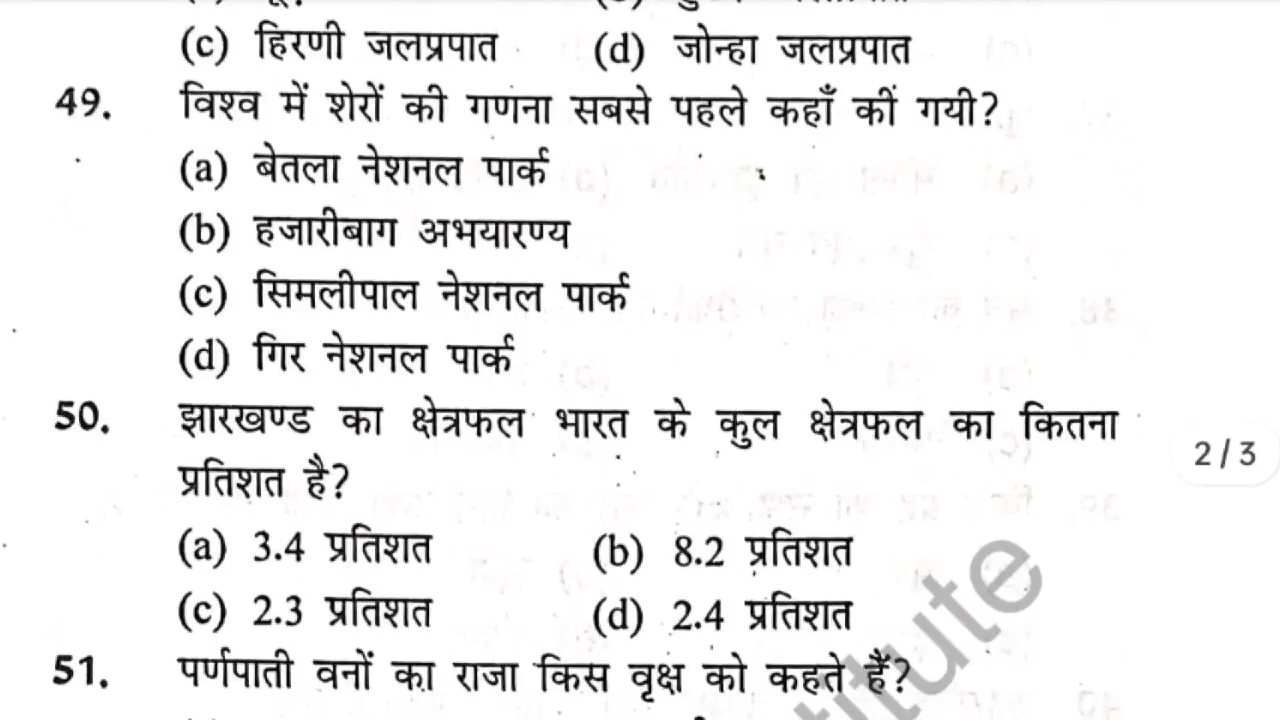 (c) हिरणी जलप्रपात (d) जोन्हा जलप्रपात
49. विश्व में शेरों की गणना सबसे पहले कहाँ कीं गयी?
(a) बेतला नेशनल पार्क
(b) हजारीबाग अभयारण्य
(c) सिमलीपाल नेशनल पार्क
(d) गिर नेशनल पार्क
50. झारखण्ड का क्षेत्रफल भारत के कुल क्षेत्रफल का कितना
प्रतिशत है?
2/3
(a) 3.4 प्रतिशत (b) 8.2 प्रतिशत
(c) 2.3 प्रतिशत (d) 2.4 प्रतिशत
51. पर्णपाती वनों का राजा किस वृक्ष को कहते हैं?